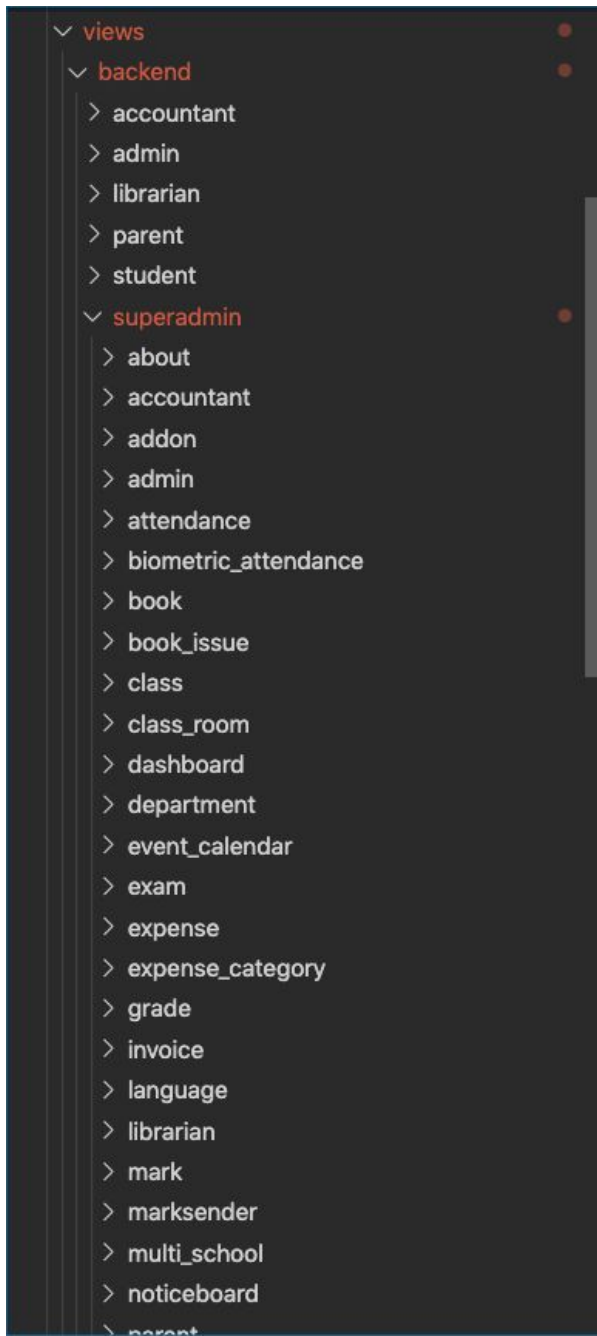 views
backend
accountant
admin
librarian
parent
student
superadmin
about
accountant
addon
admin
attendance
biometric_attendance
book
book_issue
class
class_room
dashboard
department
event_calendar
exam
expense
expense_category
grade
invoice
language
librarian
mark
marksender
multi_school
noticeboard
parent